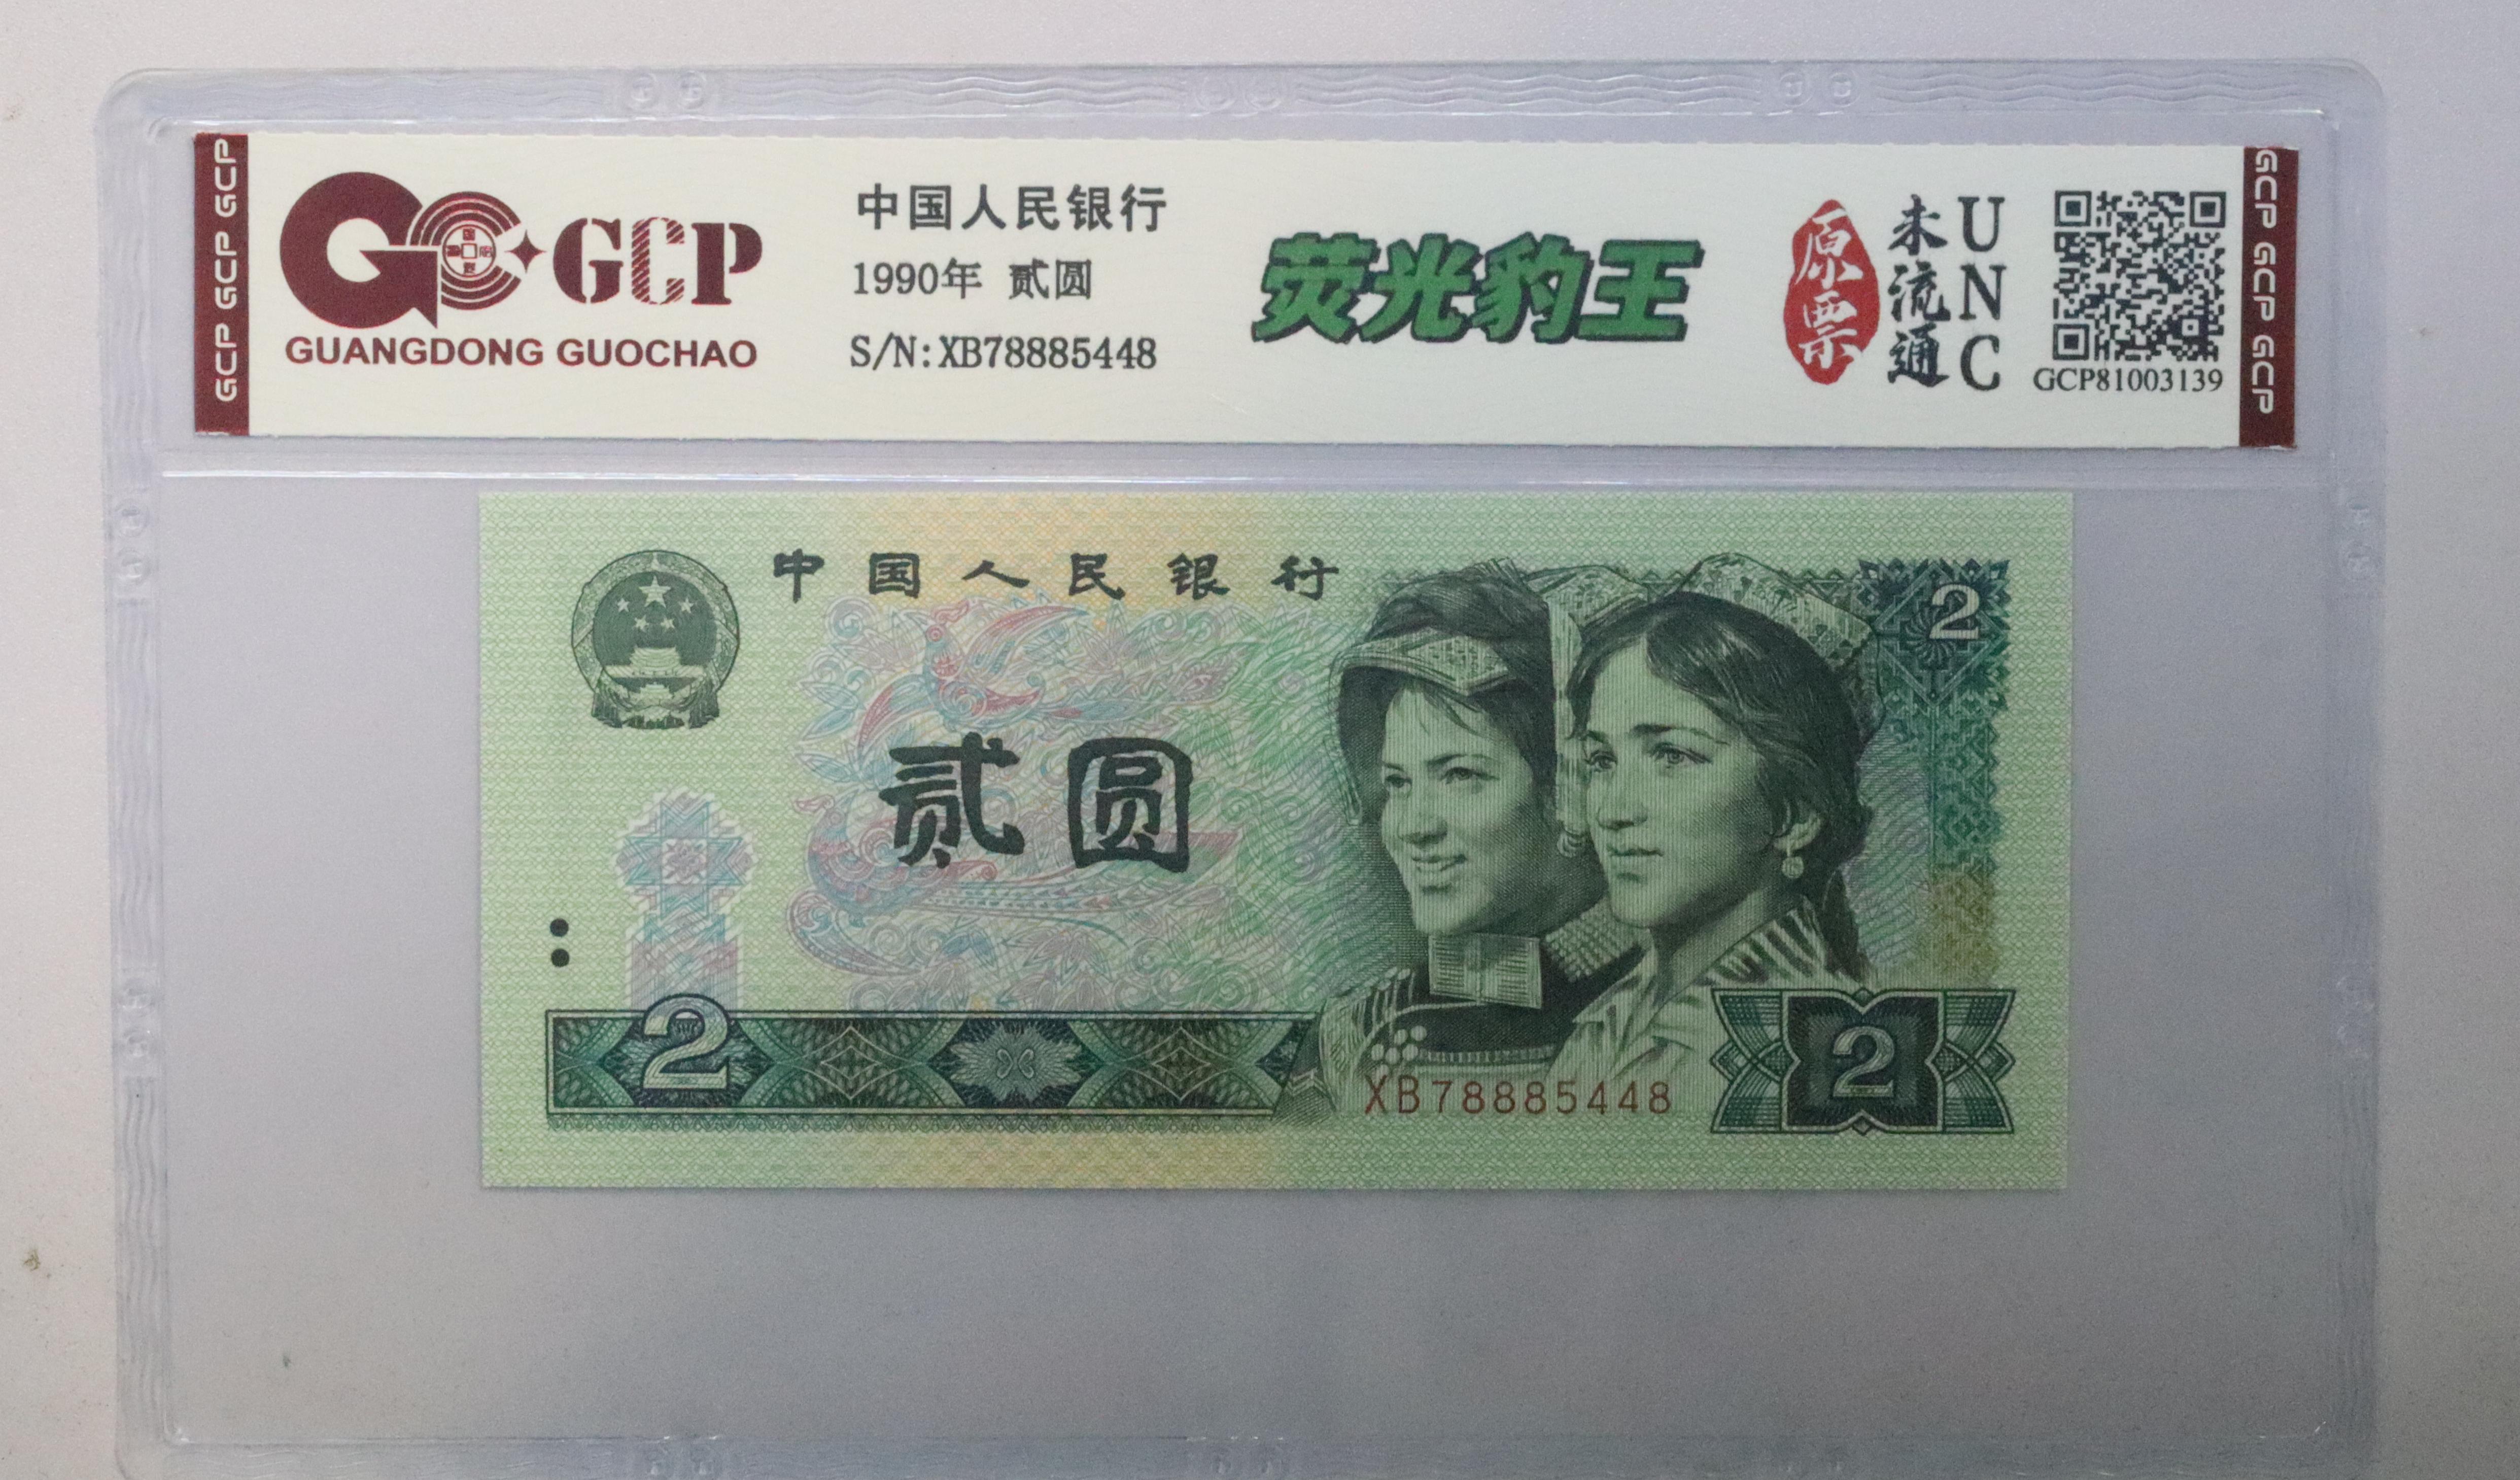 GCP GCP GCP
GCP
GUANGDONG GUOCHAO
中国人民银行
1990年 贰圆
S/N:XB78885448
荧光豹王
原票
未流通
UNC
GCP81003139
GCP GCP GCP
中国人民银行
2
贰圆
2
XB78885448
2